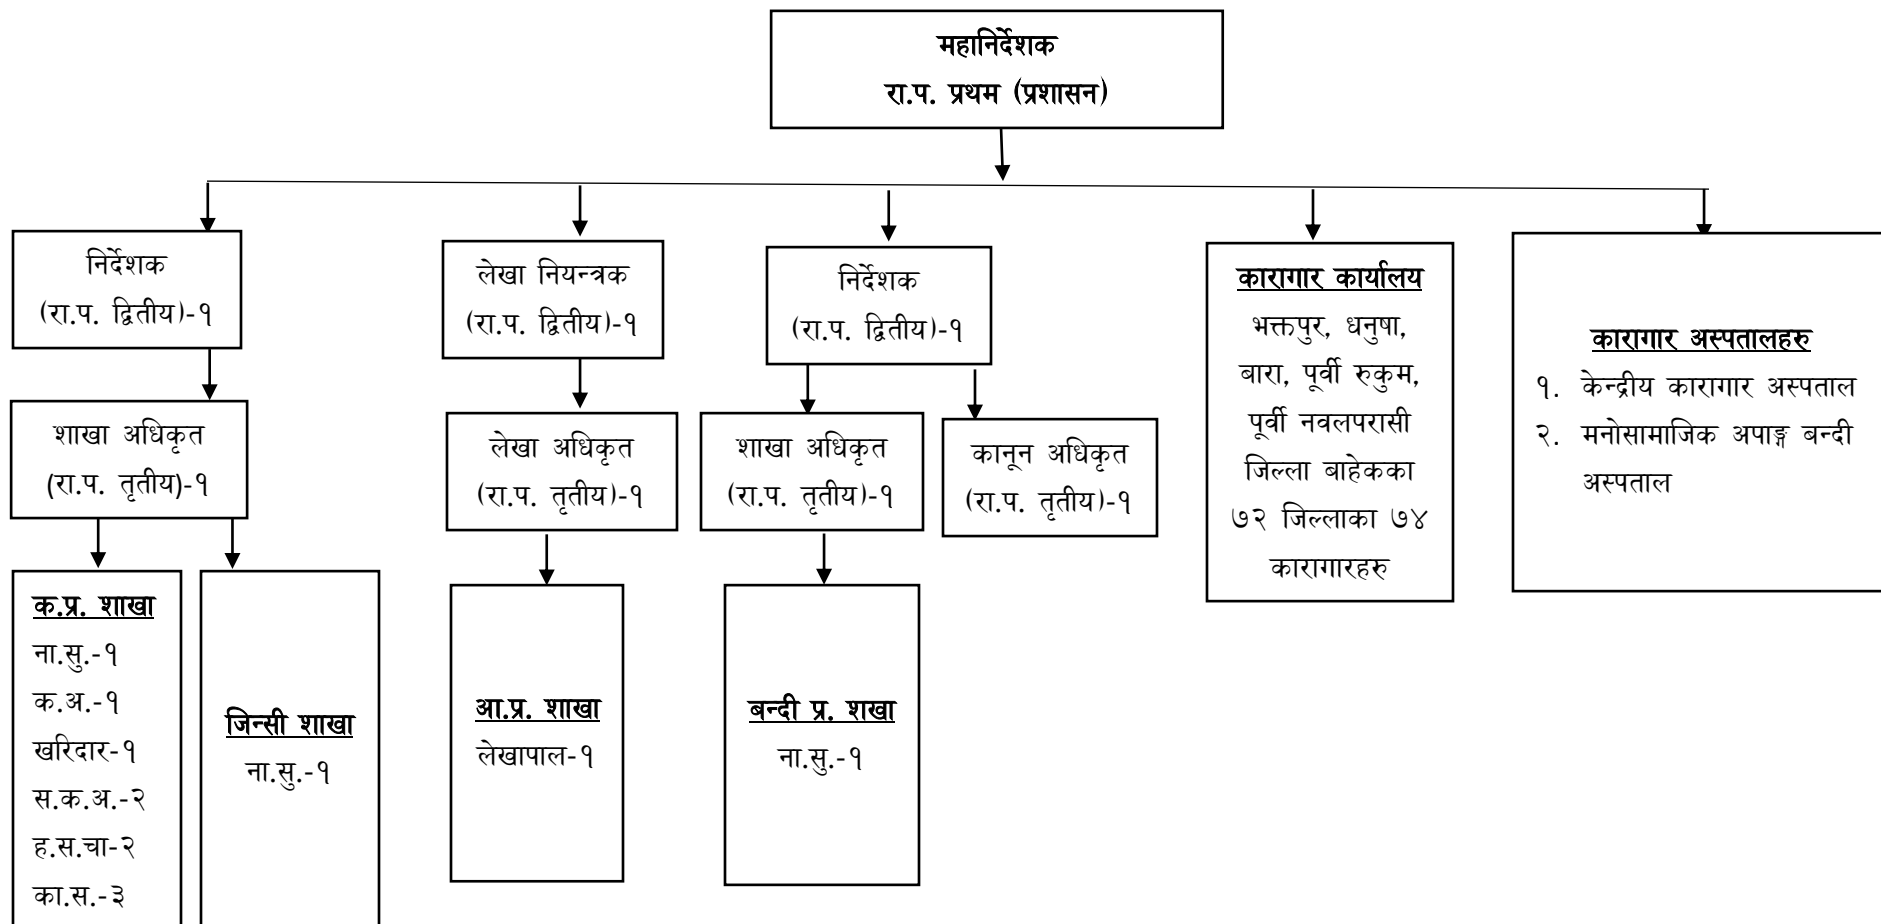 महानिर्देशक
रा.प. प्रथम (प्रशासन)
निर्देशक
(रा.प. द्वितीय)-१
लेखा नियन्त्रक
(रा.प. द्वितीय)-१
निर्देशक
(रा.प. द्वितीय)-१
कारागार कार्यालय
भक्तपुर, धनुषा,
बारा, पूर्वी रुकुम,
पूर्वी नवलपरासी
जिल्ला बाहेकका
७२ जिल्लाका ७४
कारागारहरु
कारागार अस्पतालहरु
१. केन्द्रीय कारागार अस्पताल
२. मनोसामाजिक अपाङ्ग बन्दी
अस्पताल
शाखा अधिकृत
(रा.प. तृतीय)-१
लेखा अधिकृत
(रा.प. तृतीय)-१
शाखा अधिकृत
(रा.प. तृतीय)-१
कानून अधिकृत
(रा.प. तृतीय)-१
क.प्र. शाखा
ना.सु.-१
क.अ.-१
खरिदार-१
स.क.अ.-२
ह.स.चा-२
का.स.-३
जिन्सी शाखा
ना.सु.-१
आ.प्र. शाखा
लेखापाल-१
बन्दी प्र. शखा
ना.सु.-१